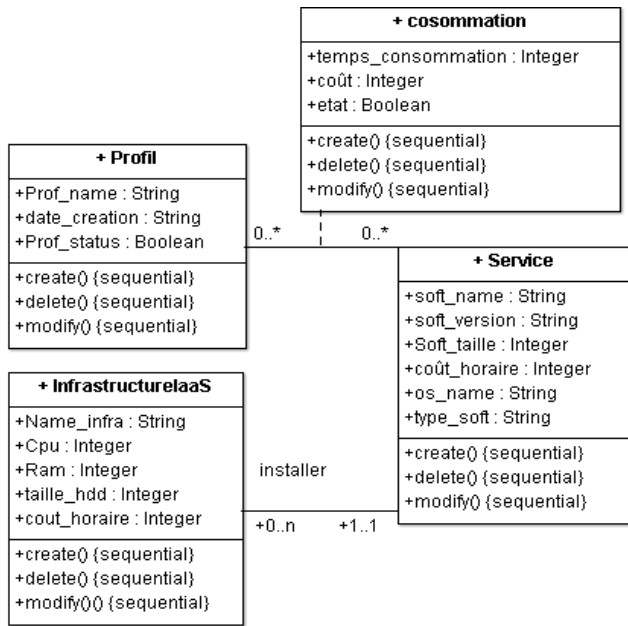 + cosommation
+temps_consommation : Integer
+coût : Integer
+etat : Boolean
+create() {sequential}
+delete() {sequential}
+modify() {sequential}
+ Profil
+Prof_name : String
+date_creation : String
+Prof_status : Boolean
+create() {sequential}
+delete() {sequential}
+modify() {sequential}
0..*
0..*
+ Service
+soft_name : String
+soft_version : String
+Soft_taille : Integer
+coût_horaire : Integer
+os_name : String
+type_soft : String
+create() {sequential}
+delete() {sequential}
+modify() {sequential}
+ InfrastructureIaaS
+Name_infra : String
+Cpu : Integer
+Ram : Integer
+taille_hdd : Integer
+cout_horaire : Integer
+create() {sequential}
+delete() {sequential}
+modify()() {sequential}
installer
+0..n
+1..1